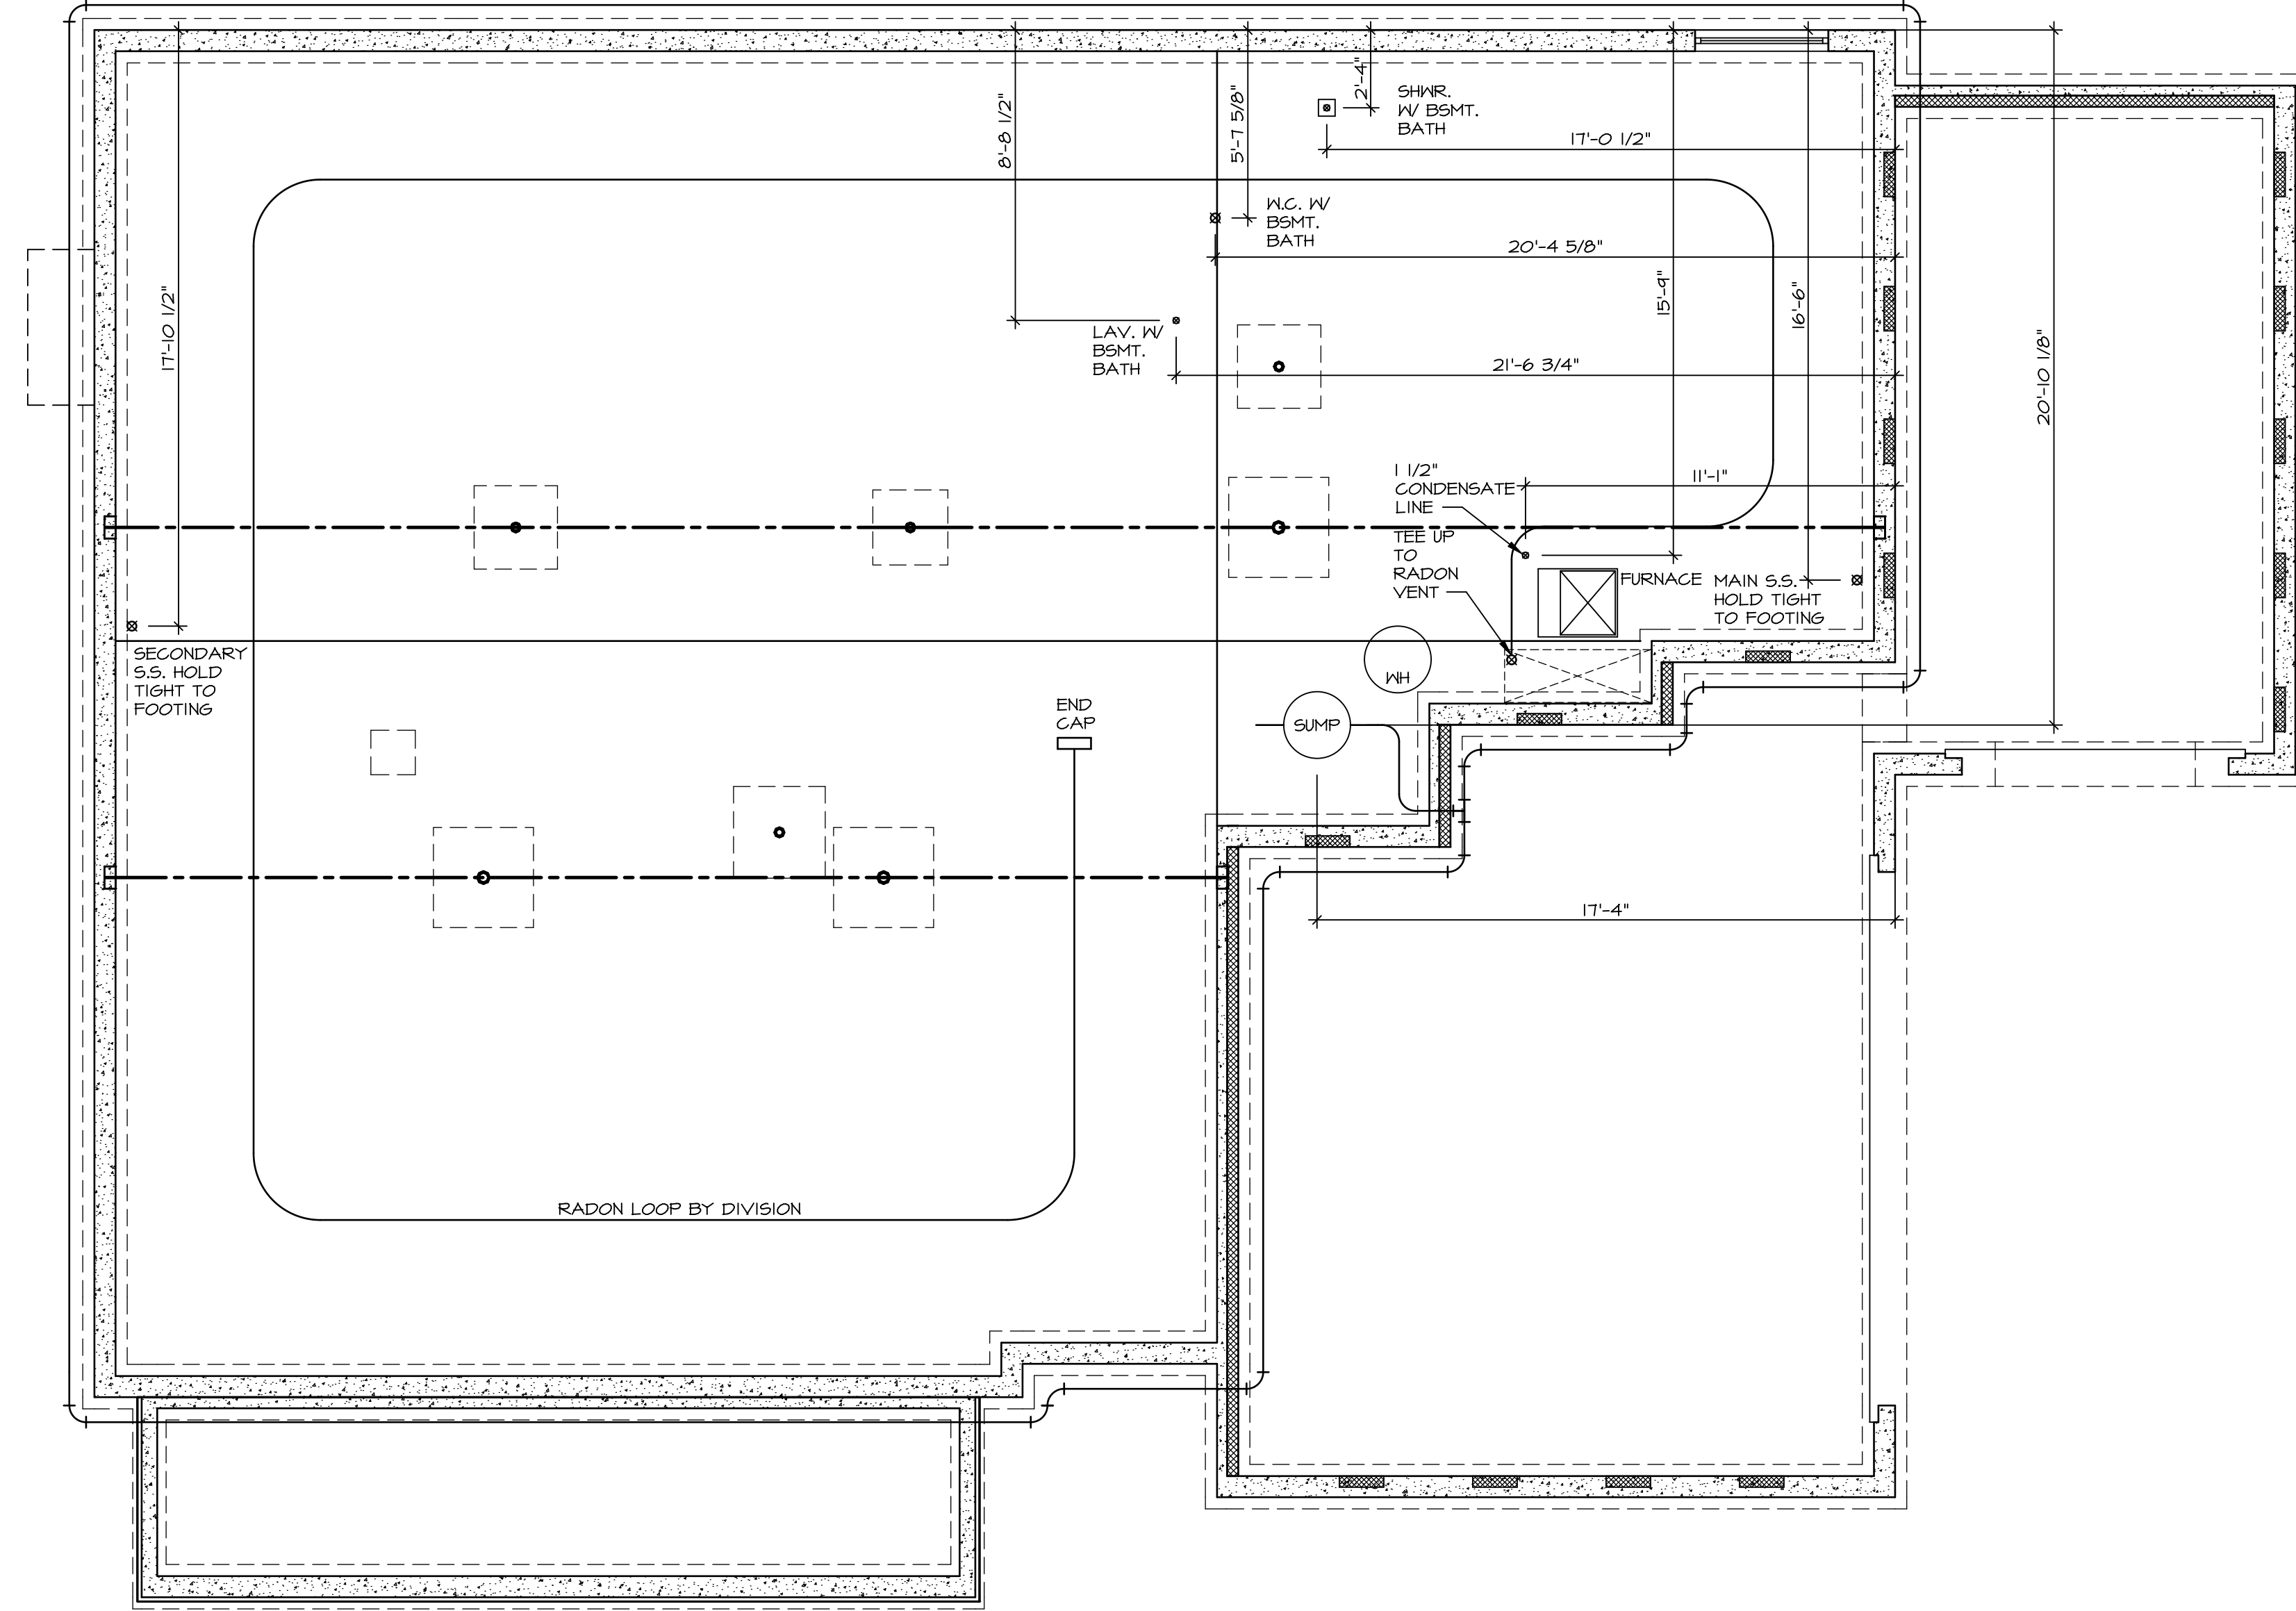 2'-4"
SHWR.
W/ BSMT.
BATH
8'-8 1/2"
5'-7 5/8"
17'-0 1/2"
W.C. W/
BSMT.
BATH
20'-4 5/8"
17'-10 1/2"
15'-9"
16'-6"
LAV. W/
BSMT.
BATH
21'-6 3/4"
20'-10 1/8"
1 1/2"
CONDENSATE
LINE
11'-1"
TEE UP
TO
RADON
VENT
FURNACE
MAIN S.S.
HOLD TIGHT
TO FOOTING
SECONDARY
S.S. HOLD
TIGHT TO
FOOTING
WH
END
CAP
SUMP
17'-4"
RADON LOOP BY DIVISION